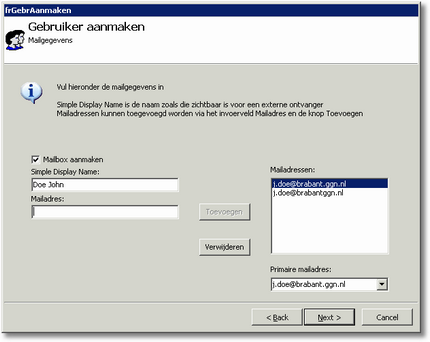 frGebrAanmaken
Gebruiker aanmaken
Mailgegevens
Vul hieronder de mailgegevens in
Simple Display Name is de naam zoals die zichtbaar is voor een externe ontvanger
Mailadressen kunnen toegevoegd worden via het invoerveld Mailadres en de knop Toevoegen
Mailbox aanmaken
Simple Display Name:
Doe John
Mailadres:
Toevoegen
Verwijderen
Mailadressen:
j.doe@brabant.ggn.nl
j.doe@brabantggn.nl
Primaire mailadres:
j.doe@brabant.ggn.nl
< Back
Next >
Cancel